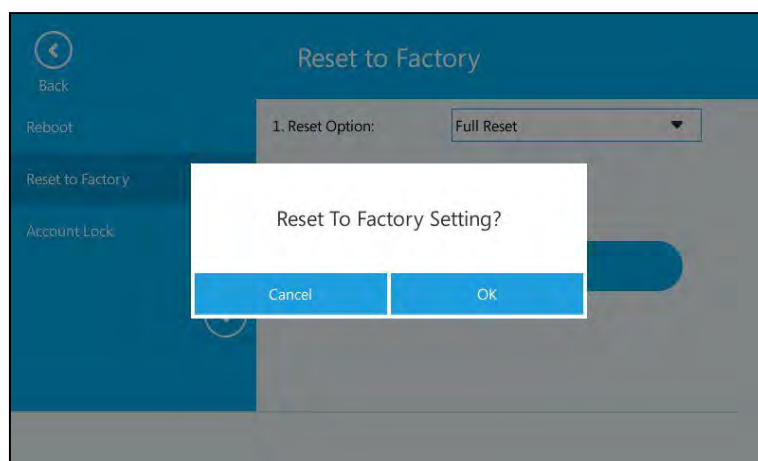 Reset to Factory
Back
Reboot
1. Reset Option:
Full Reset
Reset to Factory
Account Lock
Reset To Factory Setting?
Cancel
OK